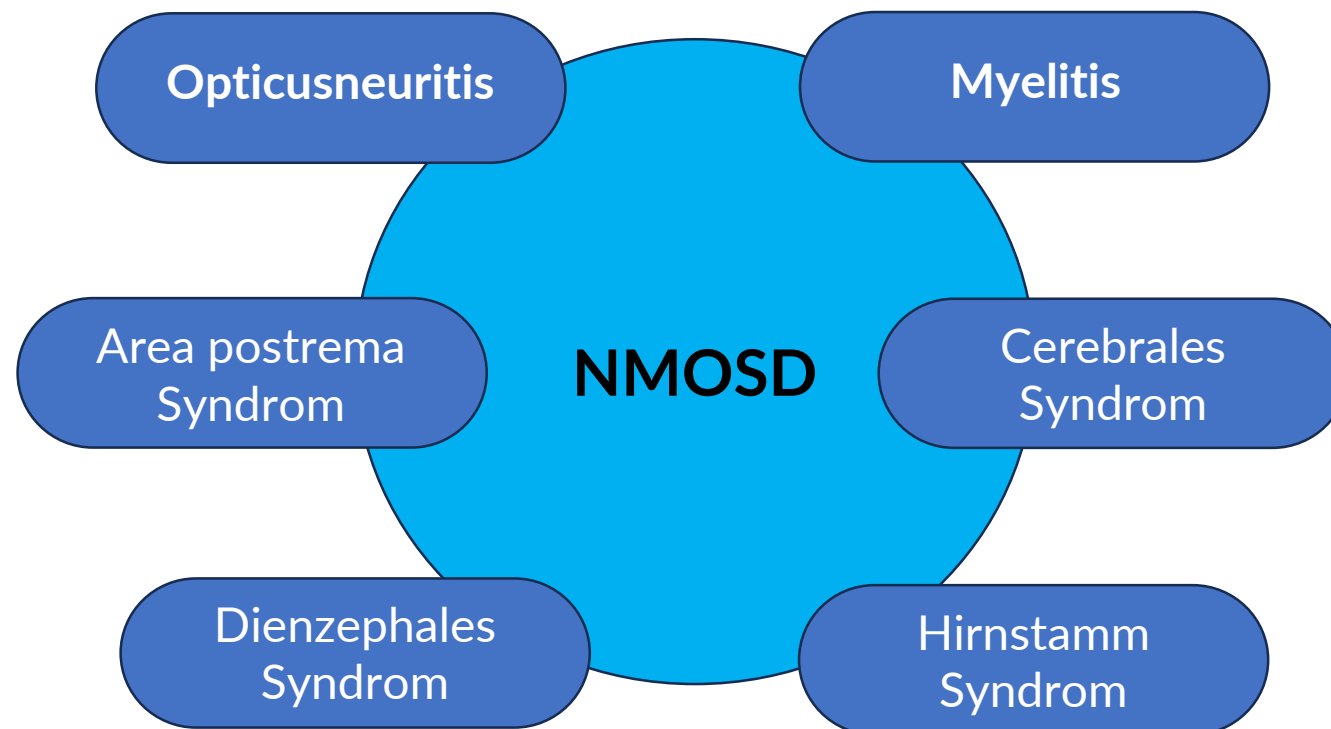 Opticusneuritis
Myelitis
Area postrema
Syndrom
NMOSD
Cerebrales
Syndrom
Dienzephales
Syndrom
Hirnstamm
Syndrom